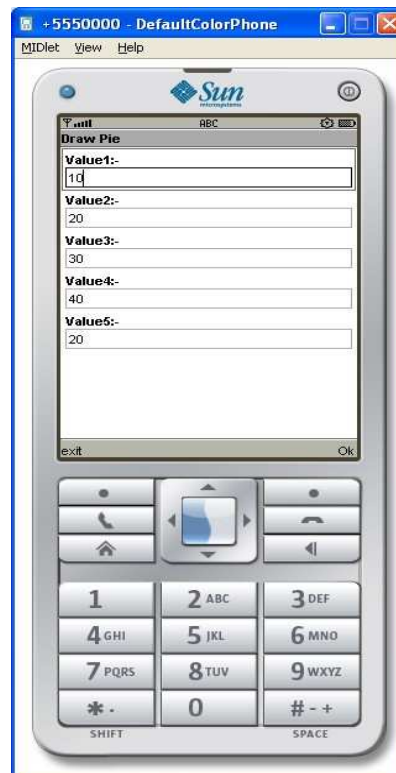 +5550000 - DefaultColorPhone
MIDlet View Help
Sun
microsystems
ABC
Draw Pie
Value1:-
10
Value2:-
20
Value3:-
30
Value4:-
40
Value5:-
20
exit Ok
1 2 ABC 3 DEF
4 GHI 5 JKL 6 MNO
7 PQRS 8 TUV 9 WXYZ
* . 0 # - +
SHIFT SPACE